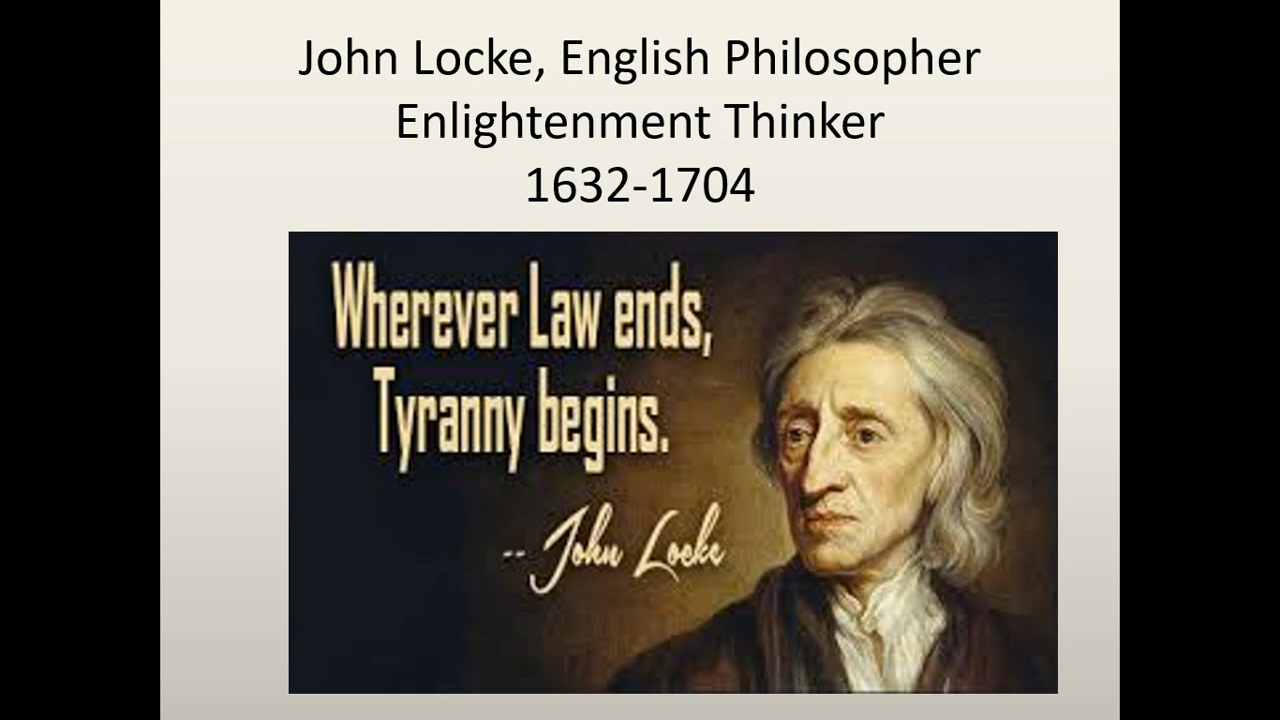 John Locke, English Philosopher
Enlightenment Thinker
1632-1704
Wherever Law ends,
Tyranny begins.
-- John Locke